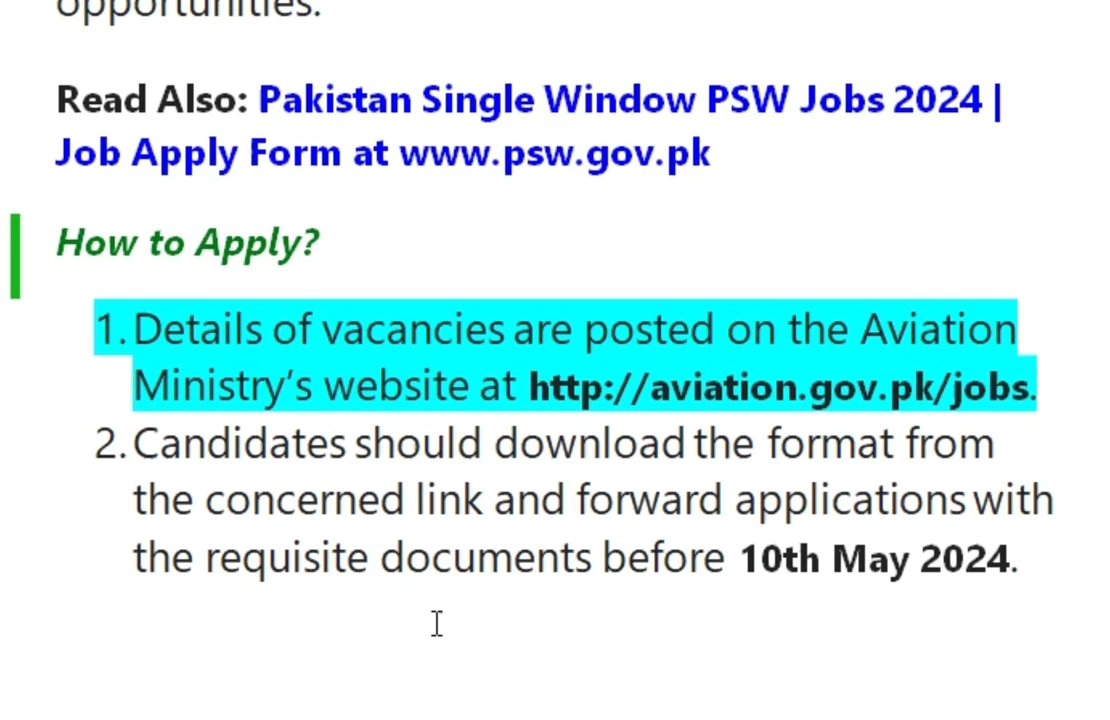 opportunities.
Read Also: Pakistan Single Window PSW Jobs 2024 |
Job Apply Form at www.psw.gov.pk
How to Apply?
1. Details of vacancies are posted on the Aviation
Ministry’s website at http://aviation.gov.pk/jobs.
2. Candidates should download the format from
the concerned link and forward applications with
the requisite documents before 10th May 2024.